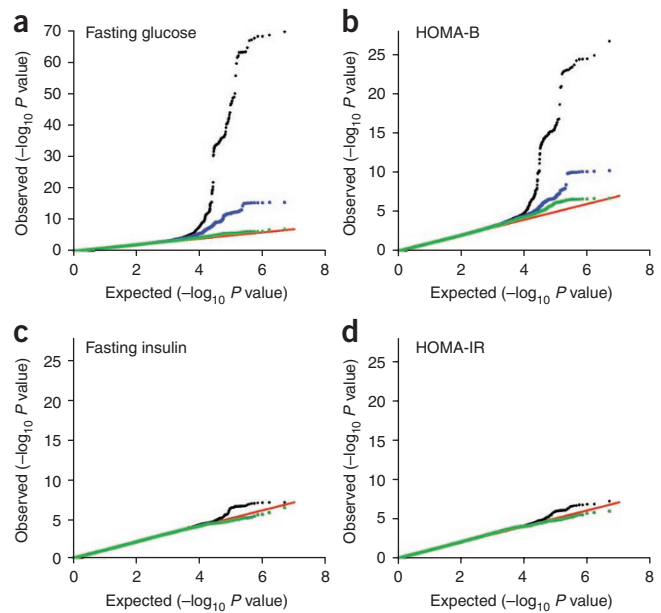 a Fasting glucose
70
60
50
40
30
20
10
0
0 2 4 6 8
Observed (–log10 P value)
Expected (–log10 P value)
b HOMA-B
25
20
15
10
5
0
0 2 4 6 8
Observed (–log10 P value)
Expected (–log10 P value)
c Fasting insulin
25
20
15
10
5
0
0 2 4 6 8
Observed (–log10 P value)
Expected (–log10 P value)
d HOMA-IR
25
20
15
10
5
0
0 2 4 6 8
Observed (–log10 P value)
Expected (–log10 P value)